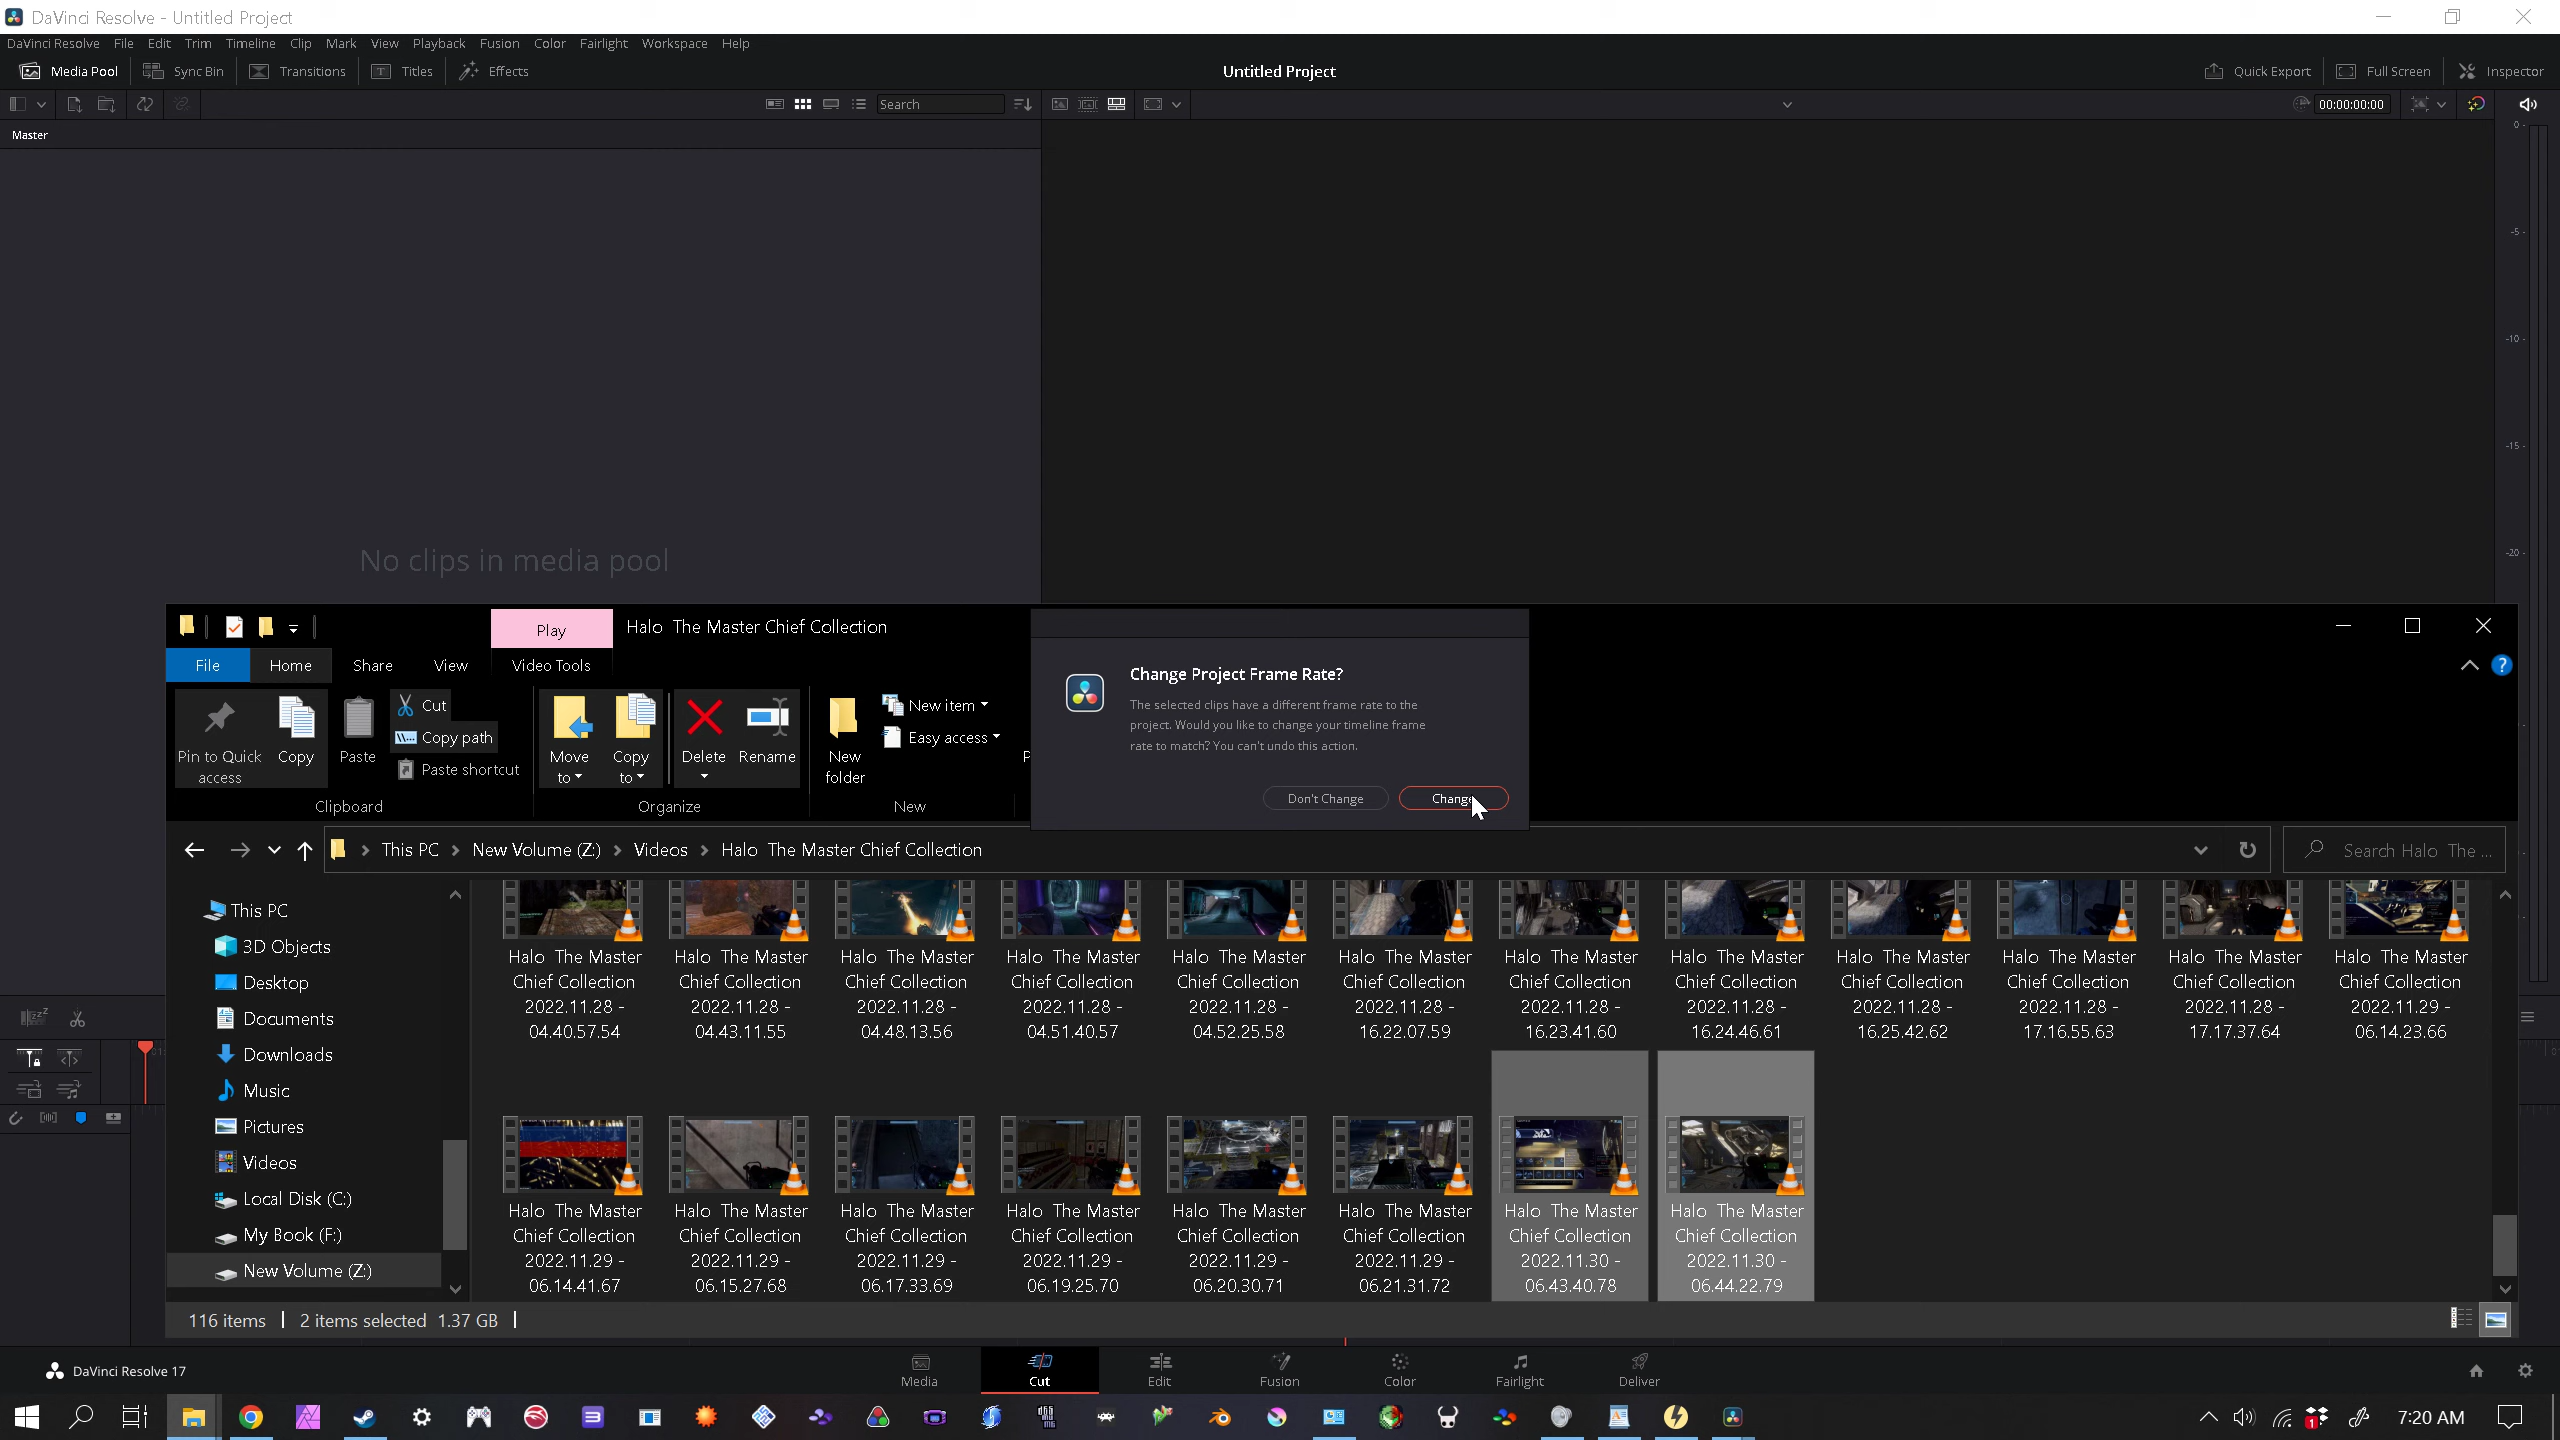 DaVinci Resolve - Untitled Project
DaVinci Resolve File Edit Trim Timeline Clip Mark View Playback Fusion Color Fairlight Workspace Help
Media Pool Sync Bin Transitions Titles Effects Untitled Project Quick Export Full Screen Inspector
Search 00:00:00:00
Master
0 -
-5 -
-10 -
-15 -
-20 -
No clips in media pool
Play Halo The Master Chief Collection
File Home Share View Video Tools
Change Project Frame Rate?
The selected clips have a different frame rate to the
project. Would you like to change your timeline frame
rate to match? You can't undo this action.
Don't Change Change
Pin to Quick access
Copy
Paste
Cut
Copy path
Paste shortcut
Move to
Copy to
Delete
Rename
New folder
New item
Easy access
Clipboard Organize New
This PC > New Volume (Z:) > Videos > Halo The Master Chief Collection
Search Halo The ...
This PC
3D Objects
Desktop
Documents
Downloads
Music
Pictures
Videos
Local Disk (C:)
My Book (F:)
New Volume (Z:)
Halo The Master Chief Collection 2022.11.28 - 04.40.57.54
Halo The Master Chief Collection 2022.11.28 - 04.43.11.55
Halo The Master Chief Collection 2022.11.28 - 04.48.13.56
Halo The Master Chief Collection 2022.11.28 - 04.51.40.57
Halo The Master Chief Collection 2022.11.28 - 04.52.25.58
Halo The Master Chief Collection 2022.11.28 - 16.22.07.59
Halo The Master Chief Collection 2022.11.28 - 16.23.41.60
Halo The Master Chief Collection 2022.11.28 - 16.24.46.61
Halo The Master Chief Collection 2022.11.28 - 16.25.42.62
Halo The Master Chief Collection 2022.11.28 - 17.16.55.63
Halo The Master Chief Collection 2022.11.28 - 17.17.37.64
Halo The Master Chief Collection 2022.11.29 - 06.14.23.66
Halo The Master Chief Collection 2022.11.29 - 06.14.41.67
Halo The Master Chief Collection 2022.11.29 - 06.15.27.68
Halo The Master Chief Collection 2022.11.29 - 06.17.33.69
Halo The Master Chief Collection 2022.11.29 - 06.19.25.70
Halo The Master Chief Collection 2022.11.29 - 06.20.30.71
Halo The Master Chief Collection 2022.11.29 - 06.21.31.72
Halo The Master Chief Collection 2022.11.30 - 06.43.40.78
Halo The Master Chief Collection 2022.11.30 - 06.44.22.79
116 items 2 items selected 1.37 GB
DaVinci Resolve 17
Media Cut Edit Fusion Color Fairlight Deliver
7:20 AM